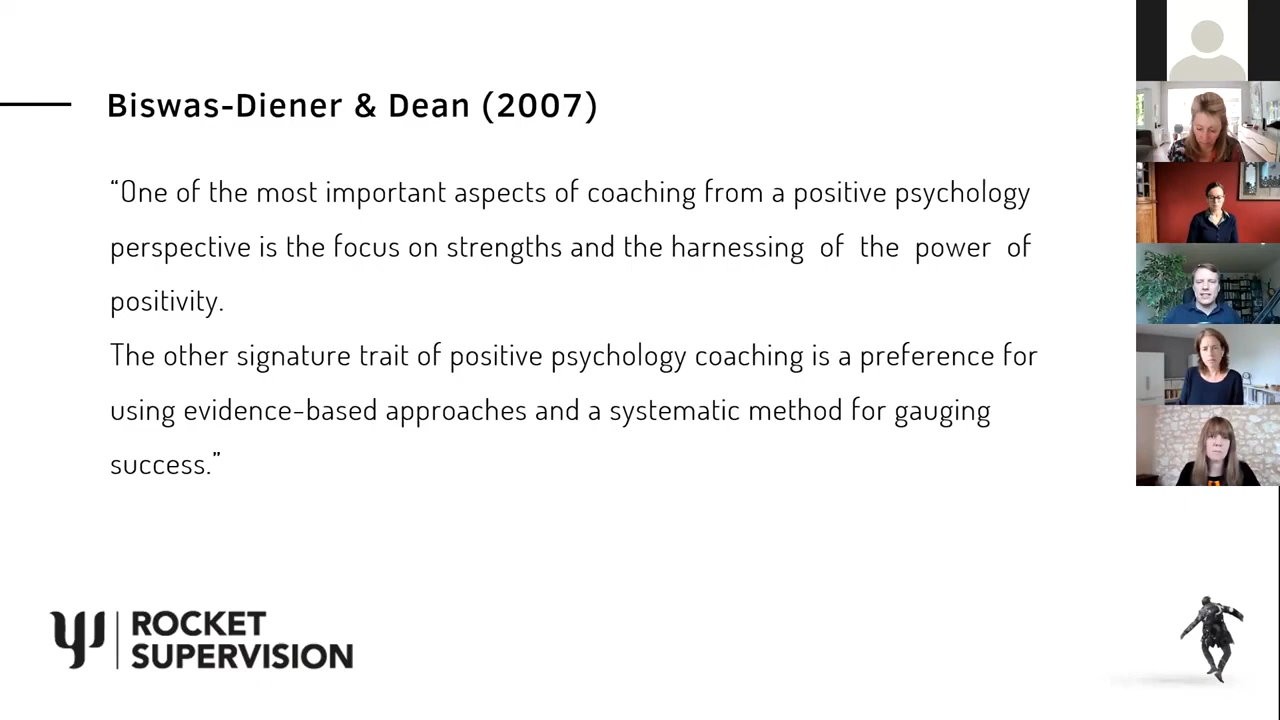 Biswas-Diener & Dean (2007)
“One of the most important aspects of coaching from a positive psychology
perspective is the focus on strengths and the harnessing of the power of
positivity.
The other signature trait of positive psychology coaching is a preference for
using evidence-based approaches and a systematic method for gauging
success.”
ROCKET
SUPERVISION